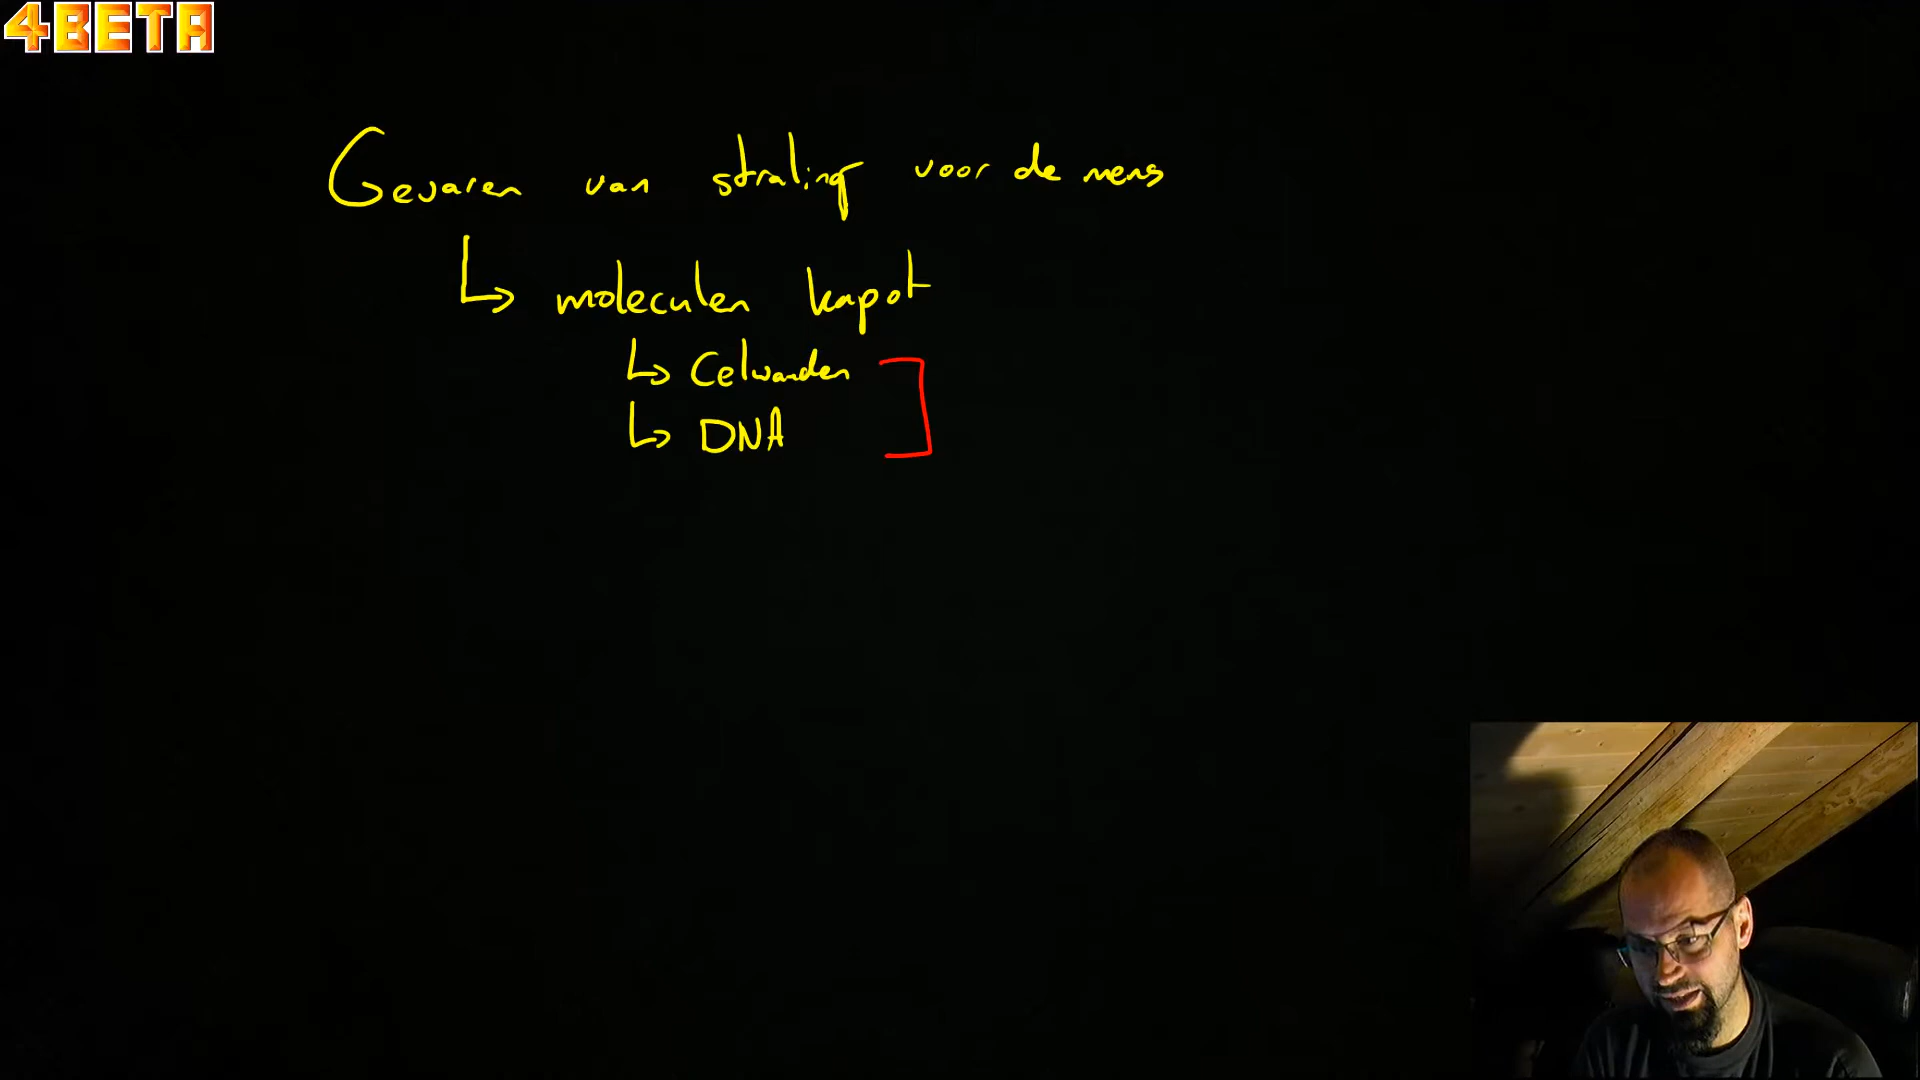 4BETA
Gevaren van straling voor de mens
↳ moleculen kapot
↳ Celwanden
↳ DNA